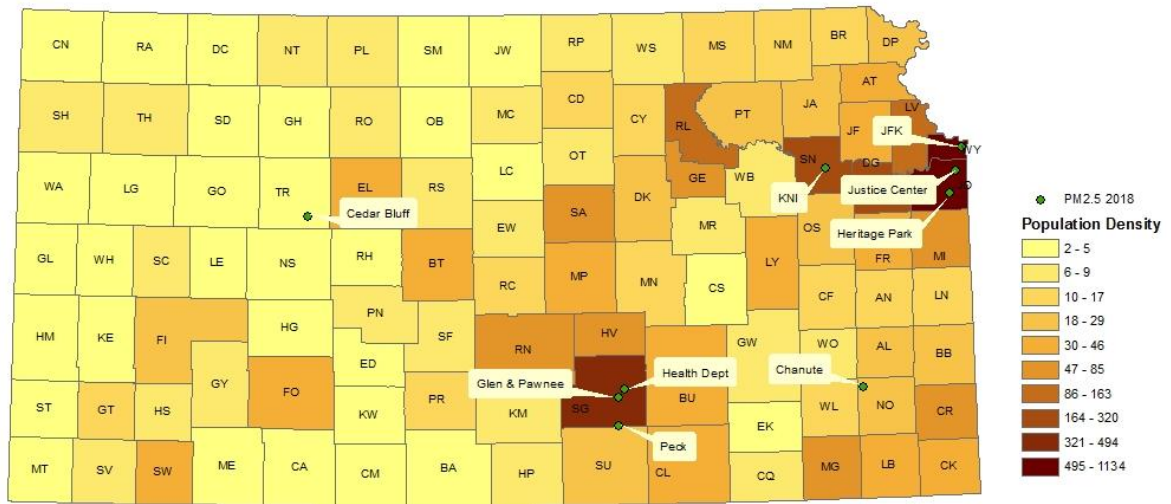 CN RA DC NT PL SM JW RP WS MS NM BR DP
SH TH SD GH RO OB MC CD CY RL PT JA AT LV
JF JFK WY
WA LG GO TR EL RS LC OT DK GE WB SN DG
Cedar Bluff KNI Justice Center
Heritage Park
GL WH SC LE NS RH BT EW SA MP MR LY OS FR MI
RC MN CS CF AN LN
HM KE FI HG PN SF RN HV GW WO AL BB
ED
Glen & Pawnee Health Dept Chanute
ST GT HS GY FO KW PR KM SG BU EK WL NO CR
Peck
MT SV SW ME CA CM BA HP SU CL CQ MG LB CK
PM2.5 2018
Population Density
2 - 5
6 - 9
10 - 17
18 - 29
30 - 46
47 - 85
86 - 163
164 - 320
321 - 494
495 - 1134